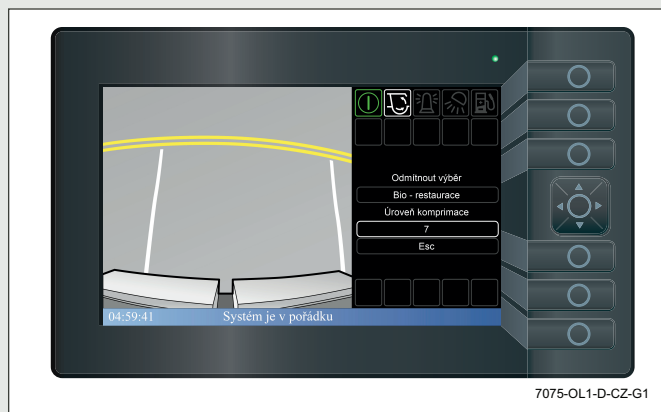 Odmítnout výběr
Bio - restaurace
Úroveň komprimace
7
Esc
04:59:41 Systém je v pořádku
7075-OL1-D-CZ-G1